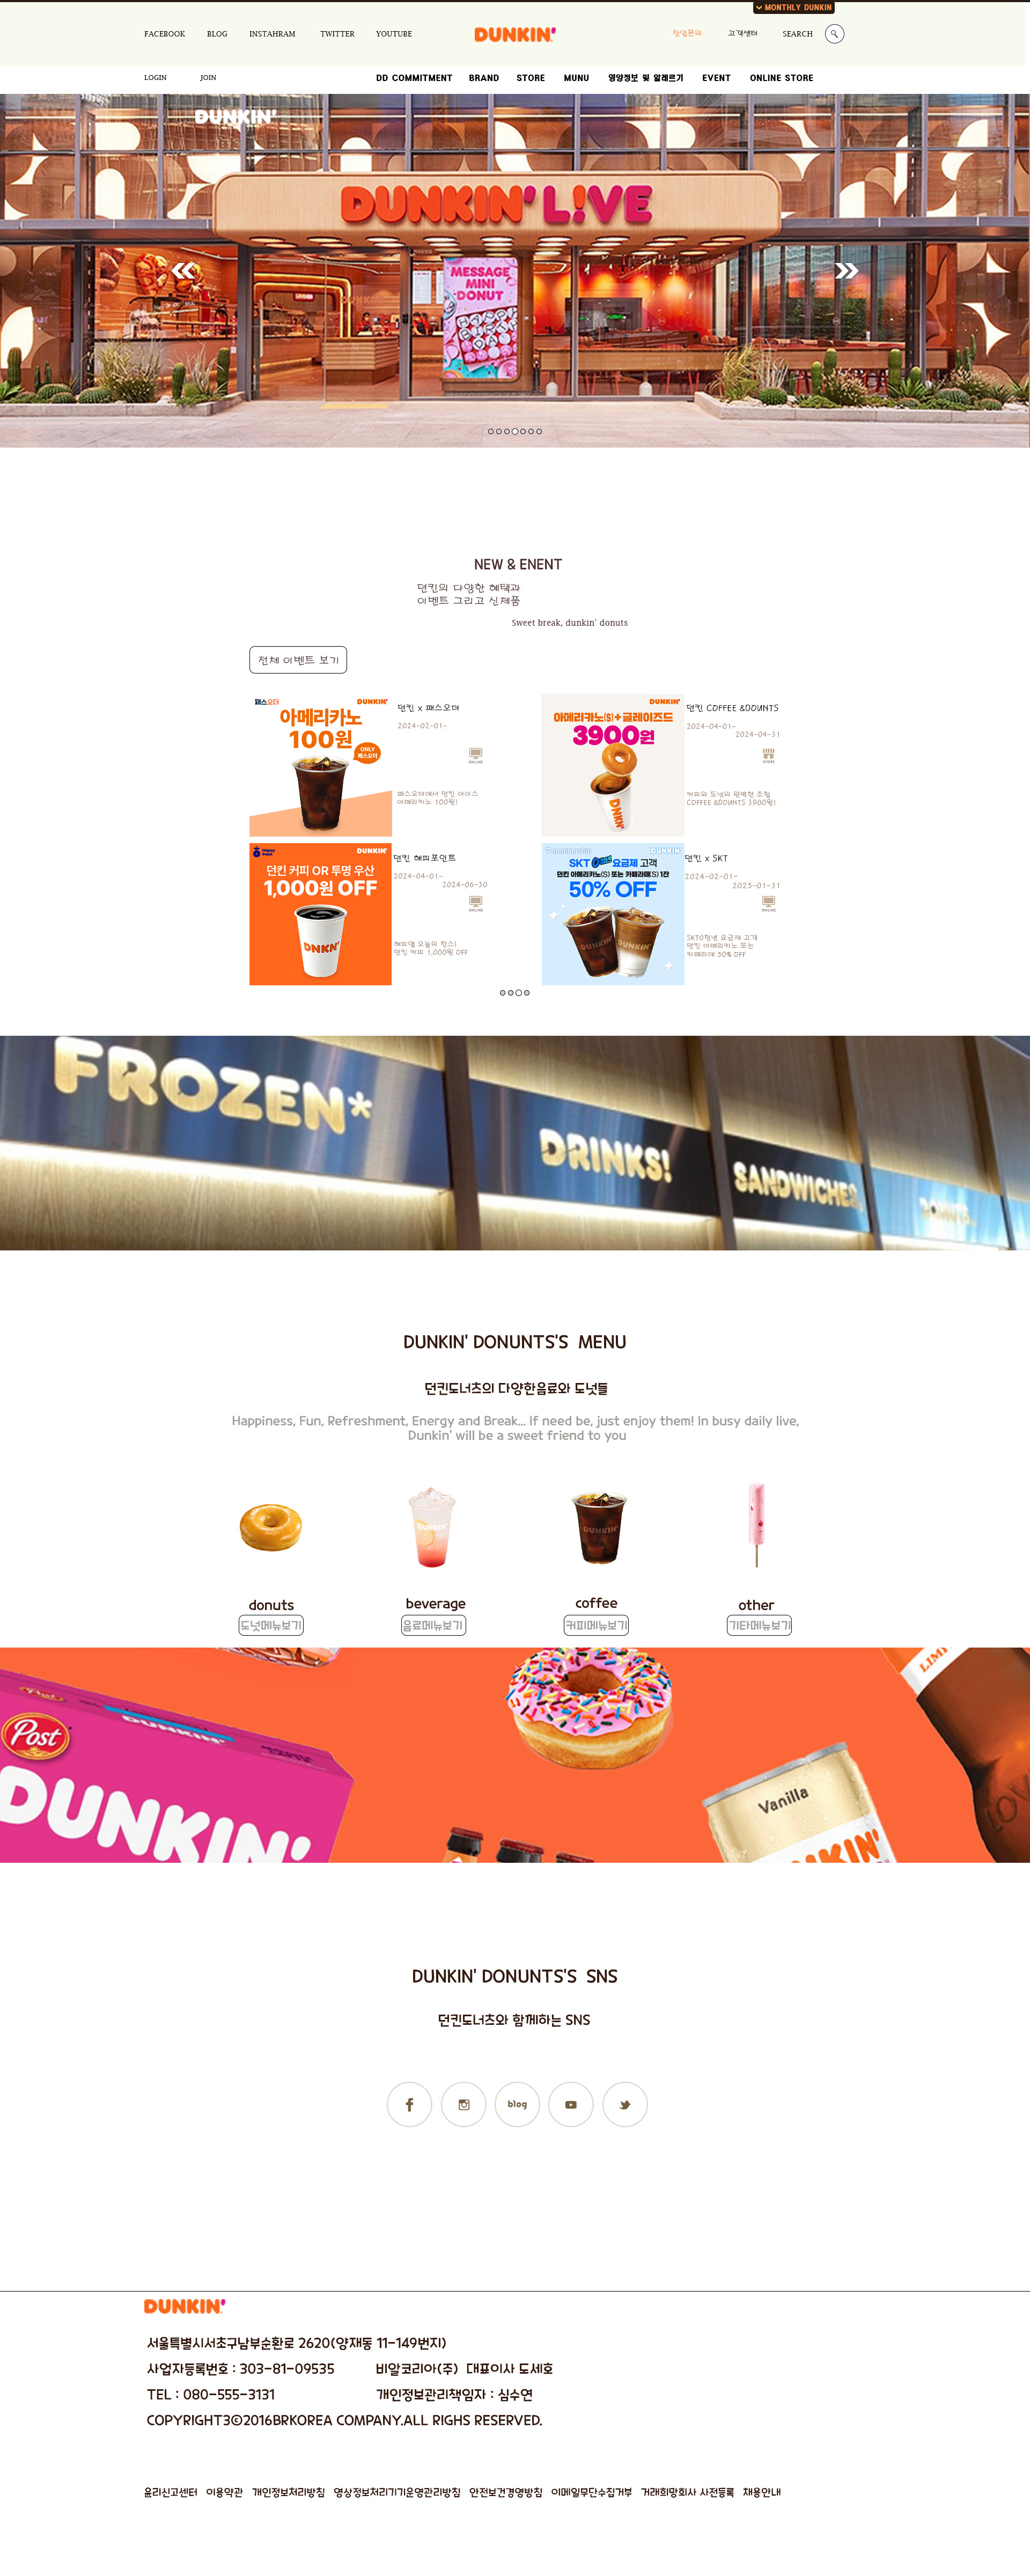 MONTHLY DUNKIN
FACEBOOK BLOG INSTAHRAM TWITTER YOUTUBE DUNKIN' 창업문의 고객센터 SEARCH
LOGIN JOIN DD COMMITMENT BRAND STORE MUNU 영양정보 및 알레르기 EVENT ONLINE STORE
DUNKIN'
DUNKIN' L!VE
MESSAGE
MINI
DONUT
NEW & ENENT
던킨의 다양한 혜택과
이벤트 그리고 신제품
Sweet break, dunkin' donuts
전체 이벤트 보기
패스오더 DUNKIN'
아메리카노
100원
ONLY
패스오더
던킨 x 패스오더
2024-02-01~
ONLINE
패스오더에서 던킨 아이스
아메리카노 100원!
DUNKIN'
아메리카노(S)+글레이즈드
3900원
DNKN'
던킨 COFFEE &DOUNTS
2024-04-01~
2024-04-31
STORE
커피와 도넛의 완벽한 조합
COFFEE &DOUNTS 3900원!
Happy Point DUNKIN'
던킨 커피 OR 투명 우산
1,000원 OFF
DNKN'
던킨 해피포인트
2024-04-01~
2024-06-30
ONLINE
해피앱 오늘의 찬스!
던킨 커피 1,000원 OFF
T membership DUNKIN'
SKT 요금제 고객
던킨 아메리카노(S) 또는 카페라떼(S) 1잔
50% OFF
DUNKIN' DUNKIN'
던킨 x SKT
2024-02-01~
2025-01-31
ONLINE
SKT0청년 요금제 고객
던킨 아메리카노 또는
카페라떼 50% OFF
FROZEN*
DRINKS!
SANDWICHES
DONUTS
DUNKIN' DONUNTS'S MENU
던킨도너츠의 다양한음료와 도넛들
Happiness, Fun, Refreshment, Energy and Break... If need be, just enjoy them! In busy daily live,
Dunkin' will be a sweet friend to you
DUNKIN' DUNKIN'
donuts beverage coffee other
도넛메뉴보기 음료메뉴보기 커피메뉴보기 기타메뉴보기
Post
DUNKIN'
DUNKIN'
Vanilla
DUNKIN' DONUNTS'S SNS
던킨도너츠와 함께하는 SNS
blog
DUNKIN'
서울특별시서초구남부순환로 2620(양재동 11-149번지)
사업자등록번호 : 303-81-09535 비알코리아(주) 대표이사 도세호
TEL : 080-555-3131 개인정보관리책임자 : 심수연
COPYRIGHT3©2016BRKOREA COMPANY.ALL RIGHS RESERVED.
윤리신고센터 이용약관 개인정보처리방침 영상정보처리기기운영관리방침 안전보건경영방침 이메일무단수집거부 거래희망회사 사전등록 채용안내